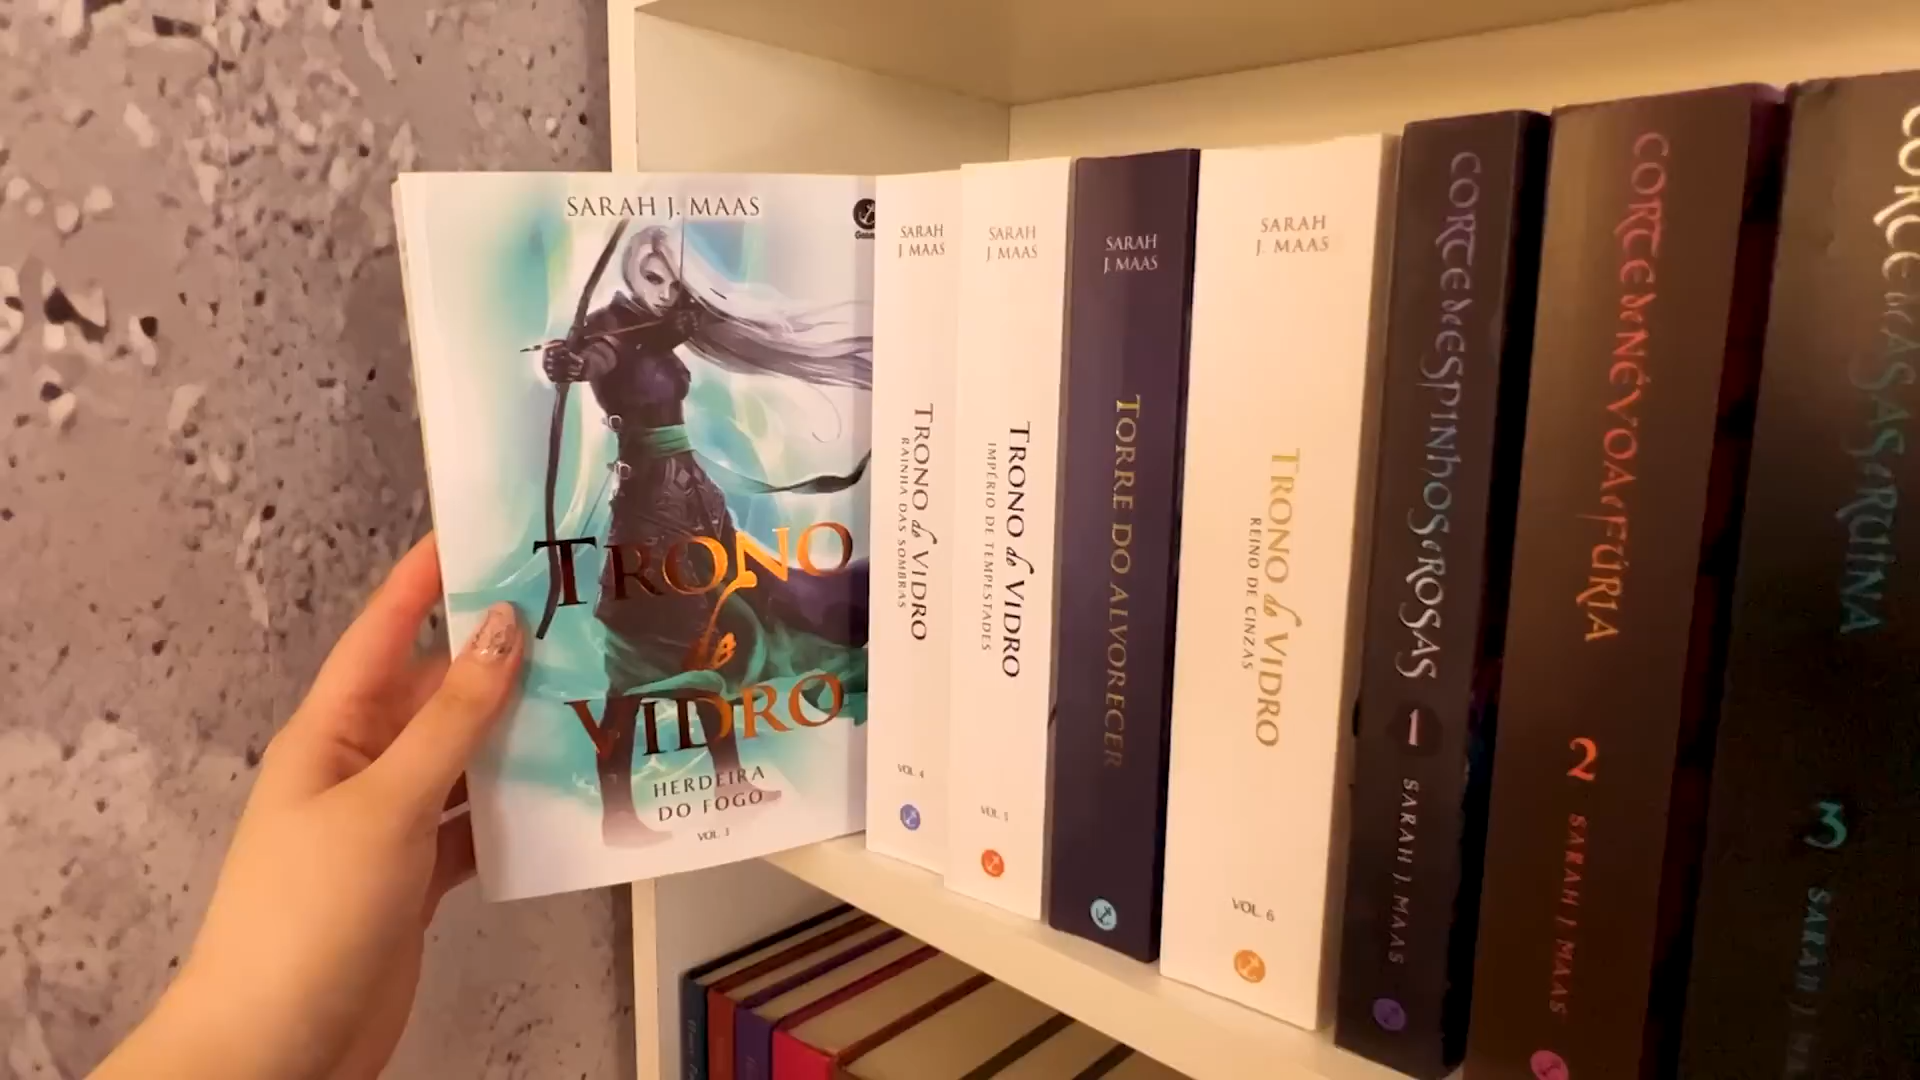 SARAH J. MAAS
TRONO
de
VIDRO
HERDEIRA
DO FOGO
VOL. 3
SARAH
J. MAAS
TRONO de VIDRO
RAINHA DAS SOMBRAS
VOL. 4
SARAH
J. MAAS
TRONO de VIDRO
IMPÉRIO DE TEMPESTADES
VOL. 5
SARAH
J. MAAS
TORRE DO ALVORECER
SARAH
J. MAAS
TRONO de VIDRO
REINO DE CINZAS
VOL. 6
CORTE DE ESPINHOS E ROSAS
1
SARAH J. MAAS
CORTE DE NÉVOA E FÚRIA
2
SARAH J. MAAS
CORTE DE ASAS E RUÍNA
3
SARAH J.